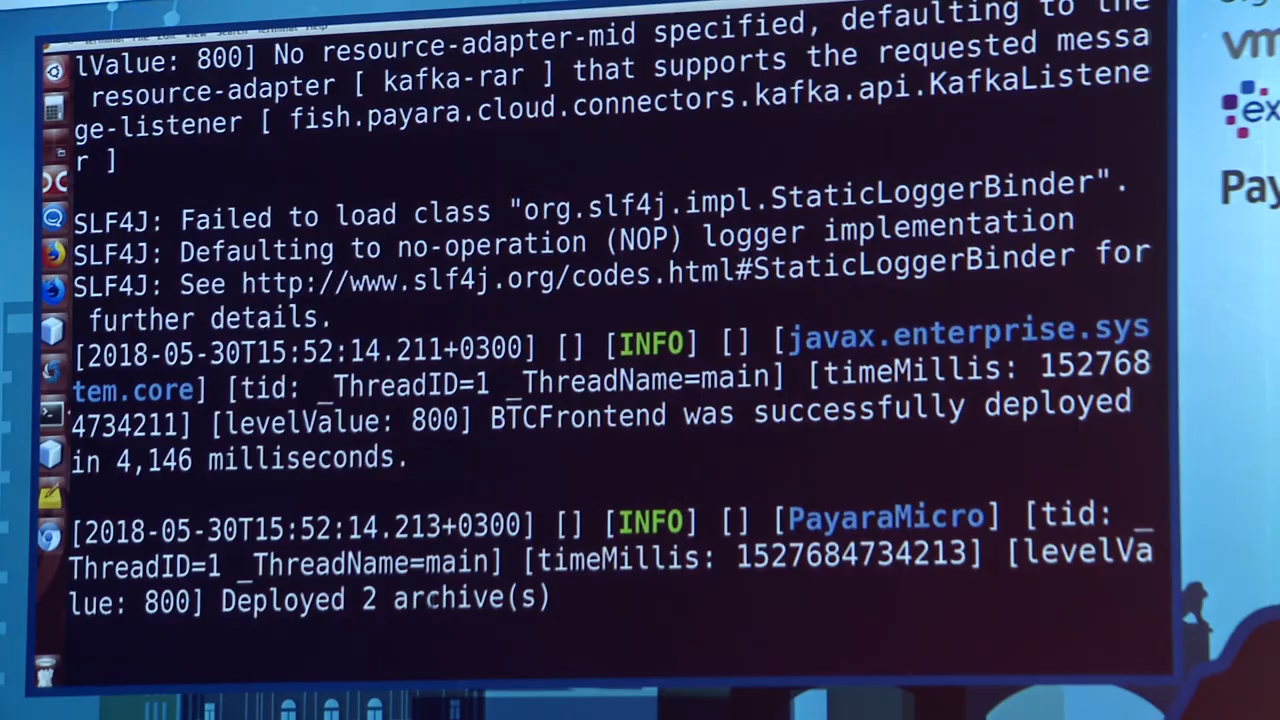 lValue: 800] No resource-adapter-mid specified, defaulting to the
resource-adapter [ kafka-rar ] that supports the requested messa
ge-listener [ fish.payara.cloud.connectors.kafka.api.KafkaListene
r ]
SLF4J: Failed to load class "org.slf4j.impl.StaticLoggerBinder".
SLF4J: Defaulting to no-operation (NOP) logger implementation
SLF4J: See http://www.slf4j.org/codes.html#StaticLoggerBinder for
further details.
[2018-05-30T15:52:14.211+0300] [] [INFO] [] [javax.enterprise.sys
tem.core] [tid: _ThreadID=1 _ThreadName=main] [timeMillis: 152768
4734211] [levelValue: 800] BTCFrontend was successfully deployed
in 4,146 milliseconds.
[2018-05-30T15:52:14.213+0300] [] [INFO] [] [PayaraMicro] [tid: _
ThreadID=1 _ThreadName=main] [timeMillis: 1527684734213] [levelVa
lue: 800] Deployed 2 archive(s)
vm
ex
Pay